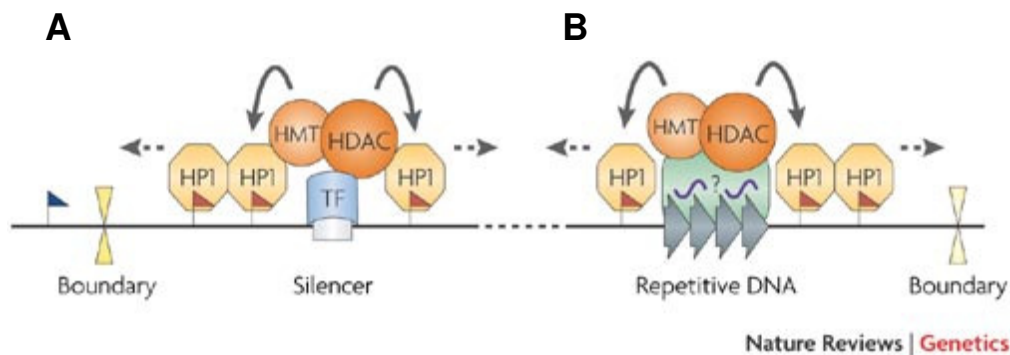 A B
HMT HDAC HMT HDAC
HP1 HP1 HP1 HP1 HP1 HP1
TF ?
Boundary Silencer Repetitive DNA Boundary
Nature Reviews | Genetics